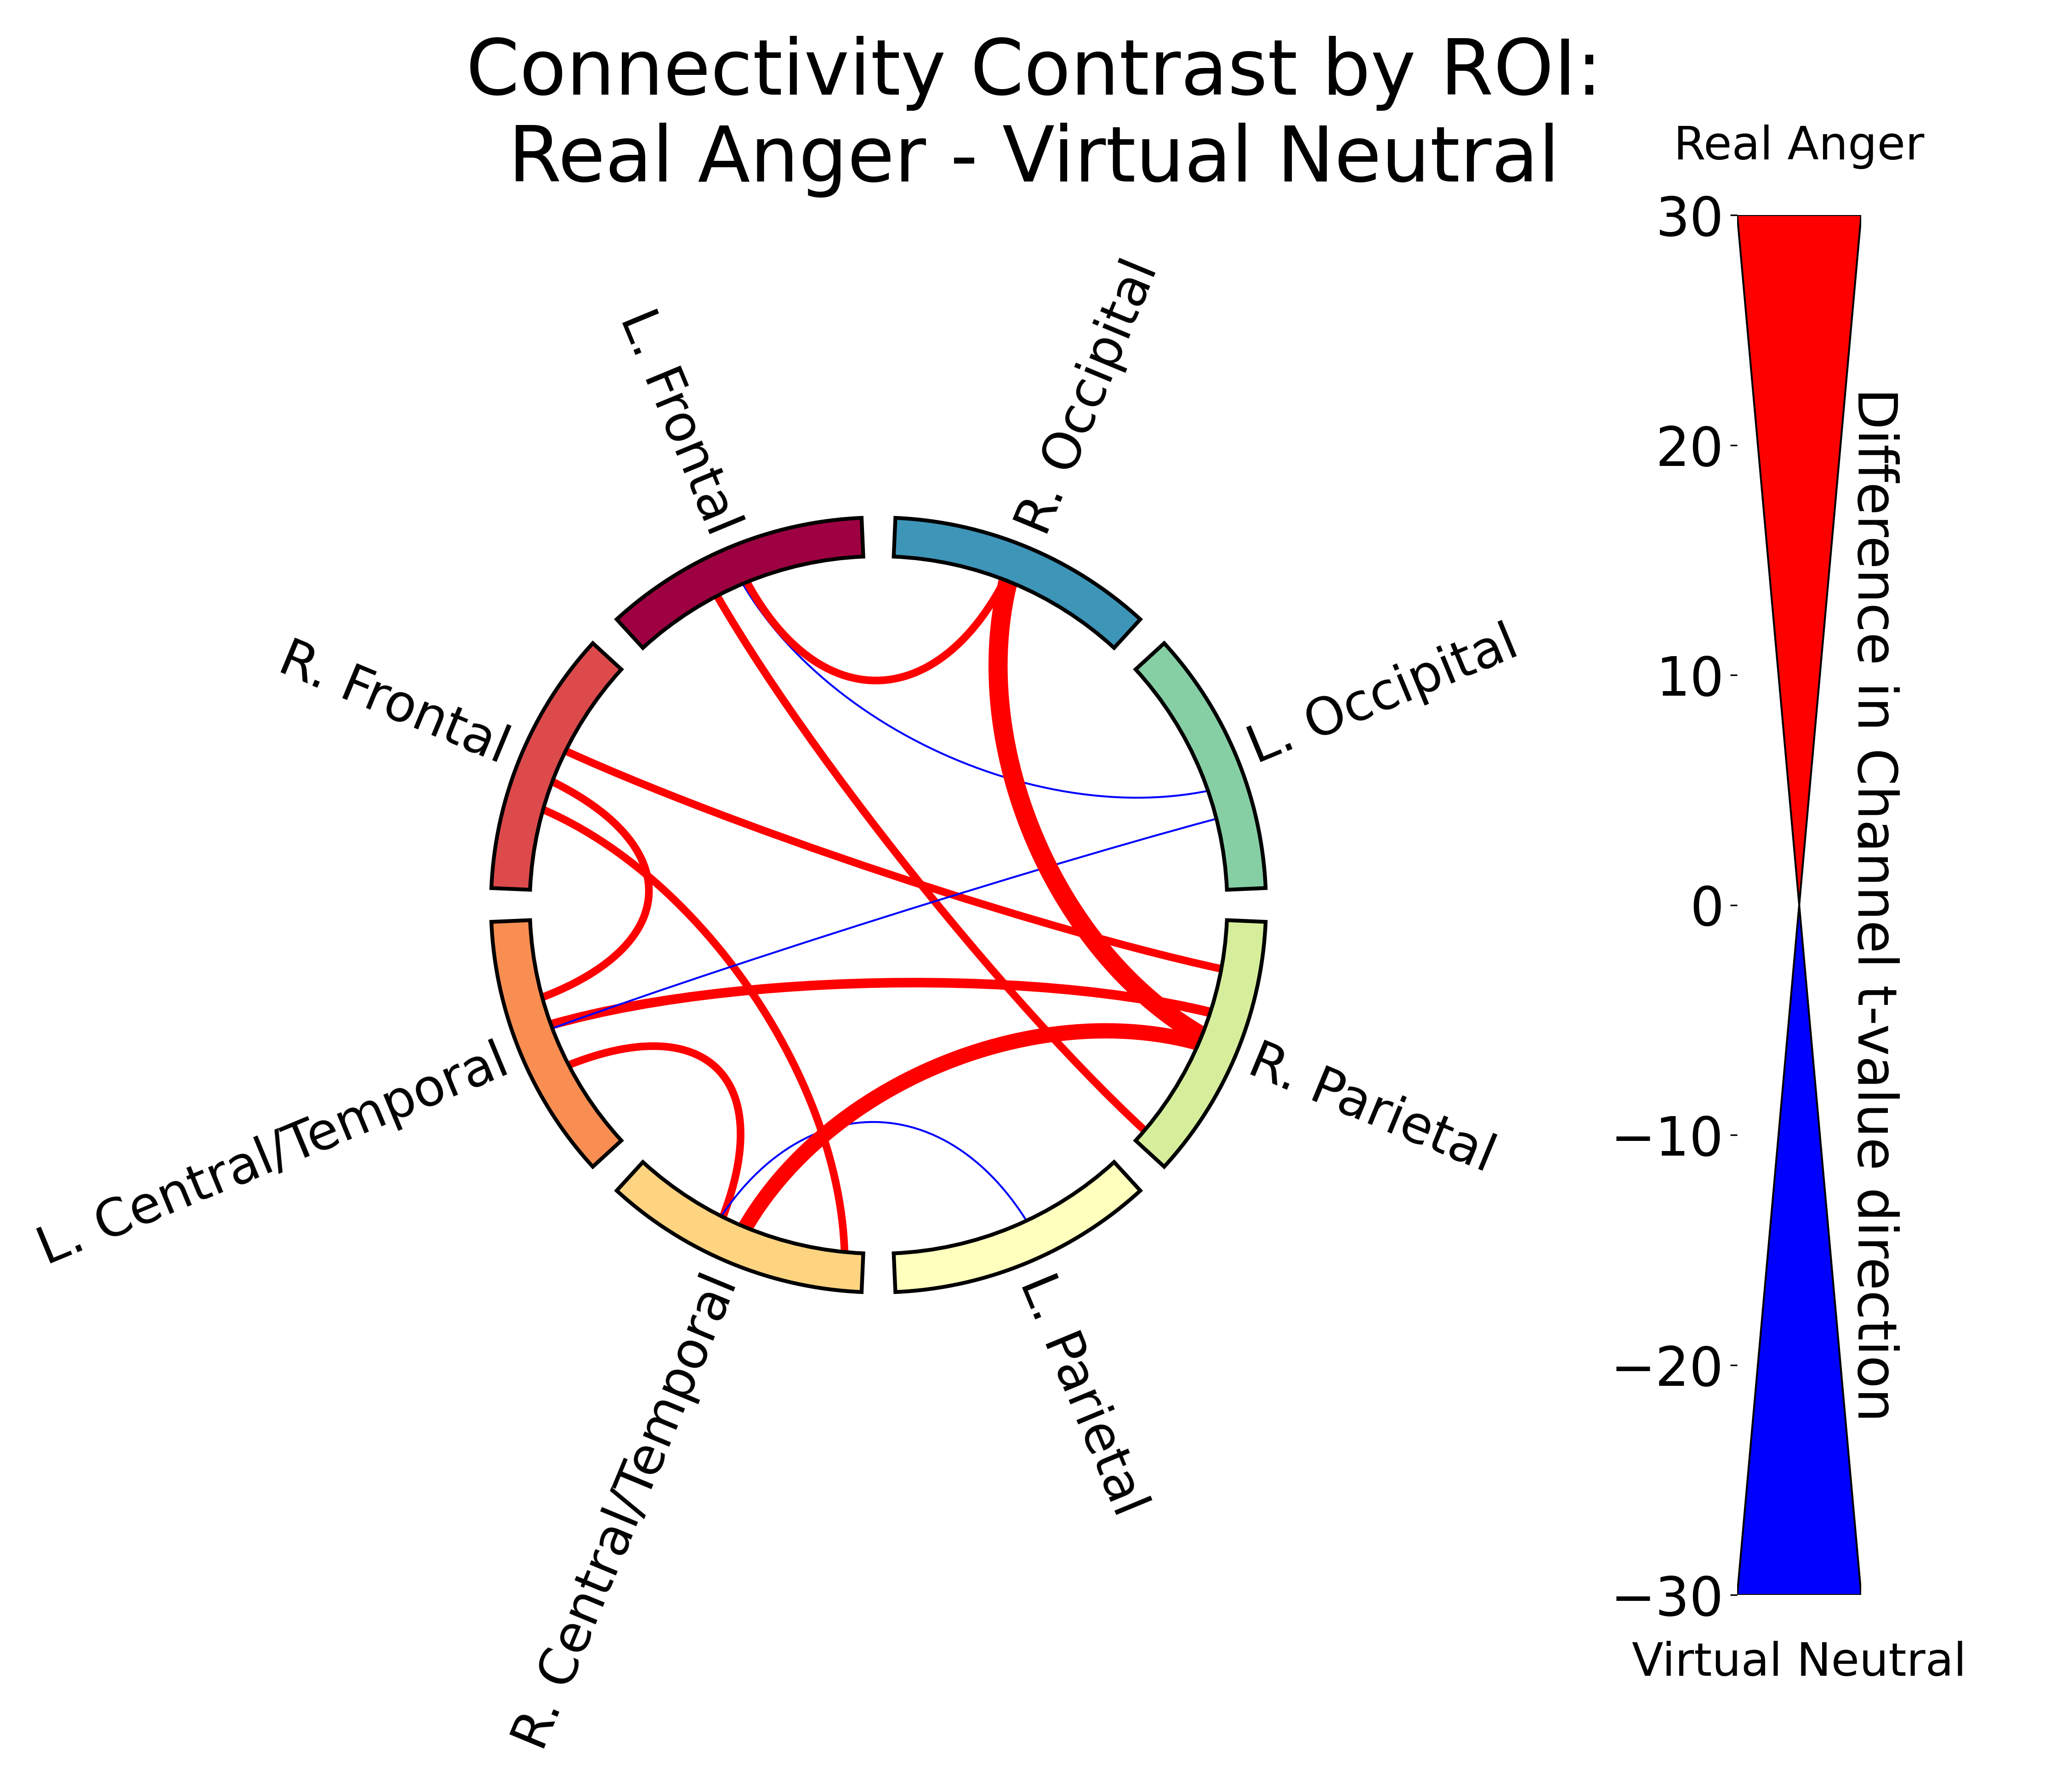 Connectivity Contrast by ROI:
Real Anger - Virtual Neutral
Real Anger
30
20
10
0
−10
−20
−30
Virtual Neutral
Difference in Channel t-value direction
L. Frontal
R. Occipital
R. Frontal
L. Occipital
L. Central/Temporal
R. Parietal
R. Central/Temporal
L. Parietal